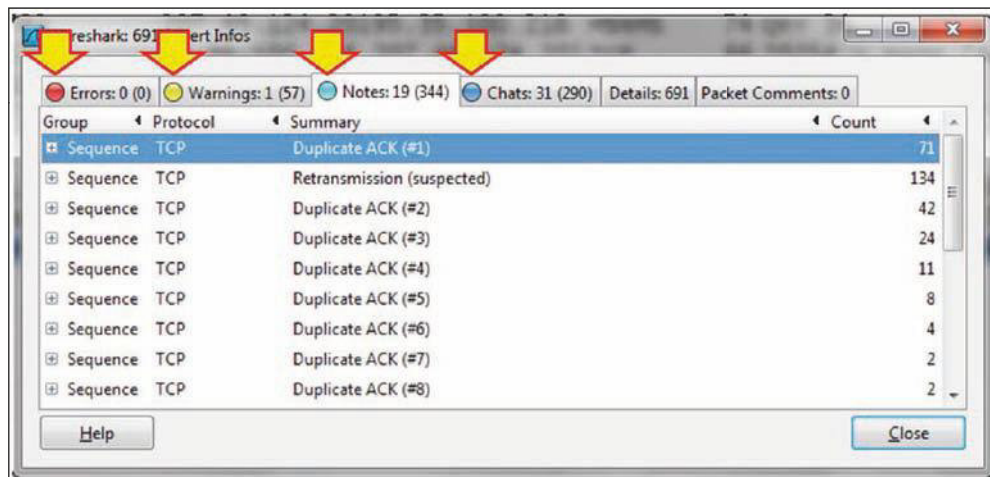 reshark: 691 ert Infos
Errors: 0 (0) Warnings: 1 (57) Notes: 19 (344) Chats: 31 (290) Details: 691 Packet Comments: 0
Group Protocol Summary Count
Sequence TCP Duplicate ACK (#1) 71
Sequence TCP Retransmission (suspected) 134
Sequence TCP Duplicate ACK (#2) 42
Sequence TCP Duplicate ACK (#3) 24
Sequence TCP Duplicate ACK (#4) 11
Sequence TCP Duplicate ACK (#5) 8
Sequence TCP Duplicate ACK (#6) 4
Sequence TCP Duplicate ACK (#7) 2
Sequence TCP Duplicate ACK (#8) 2
Help Close